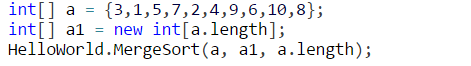 int[] a = {3,1,5,7,2,4,9,6,10,8};
int[] a1 = new int[a.length];
HelloWorld.MergeSort(a, a1, a.length);